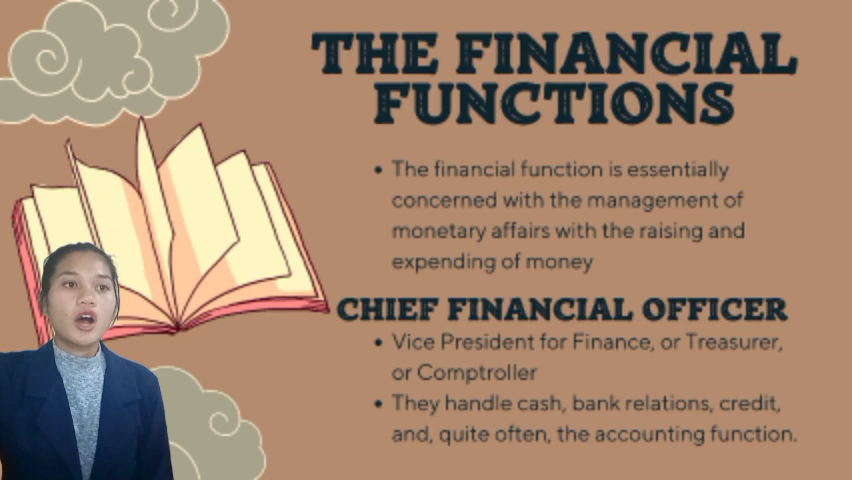 THE FINANCIAL
FUNCTIONS
• The financial function is essentially
concerned with the management of
monetary affairs with the raising and
expending of money
CHIEF FINANCIAL OFFICER
• Vice President for Finance, or Treasurer,
or Comptroller
• They handle cash, bank relations, credit,
and, quite often, the accounting function.